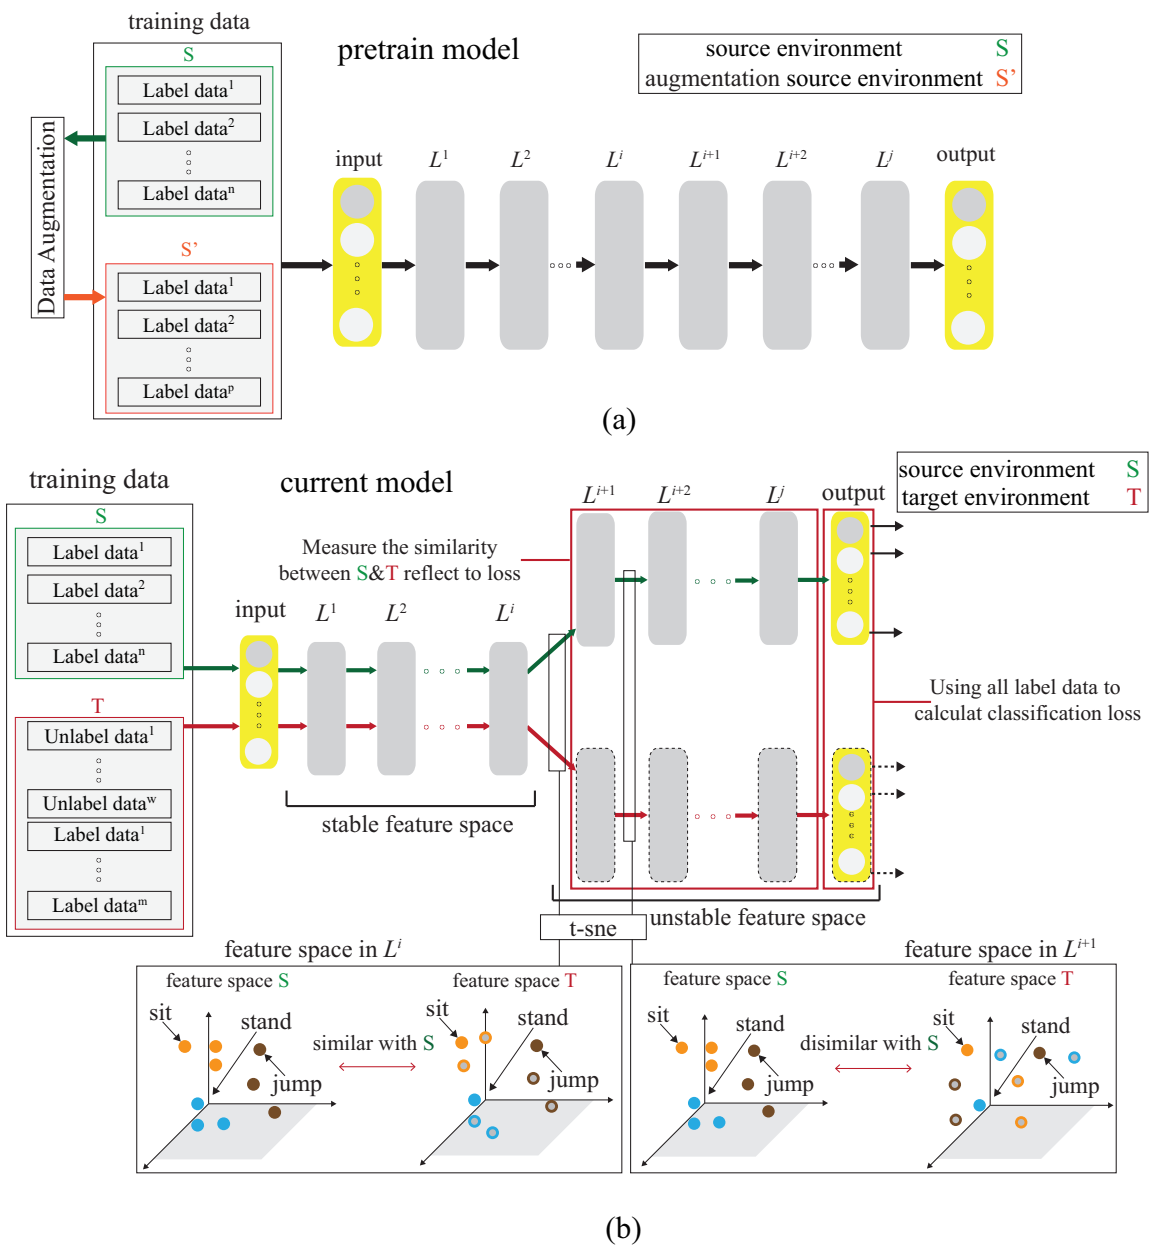 training data
pretrain model
source environment S
augmentation source environment S’
S
Label data¹
Label data²
Label dataⁿ
Data Augmentation
S’
Label data¹
Label data²
Label dataᵖ
input
L¹
L²
Lⁱ
Lⁱ⁺¹
Lⁱ⁺²
Lʲ
output
(a)
training data
current model
source environment S
target environment T
S
Label data¹
Label data²
Label dataⁿ
T
Unlabel data¹
Unlabel dataʷ
Label data¹
Label dataᵐ
Measure the similarity
between S&T reflect to loss
input
L¹
L²
Lⁱ
Lⁱ⁺¹
Lⁱ⁺²
Lʲ
output
Using all label data to
calculat classification loss
stable feature space
unstable feature space
t-sne
feature space in Lⁱ
feature space S
feature space T
sit
stand
jump
similar with S
sit
stand
jump
feature space in Lⁱ⁺¹
feature space S
feature space T
sit
stand
jump
disimilar with S
sit
stand
jump
(b)